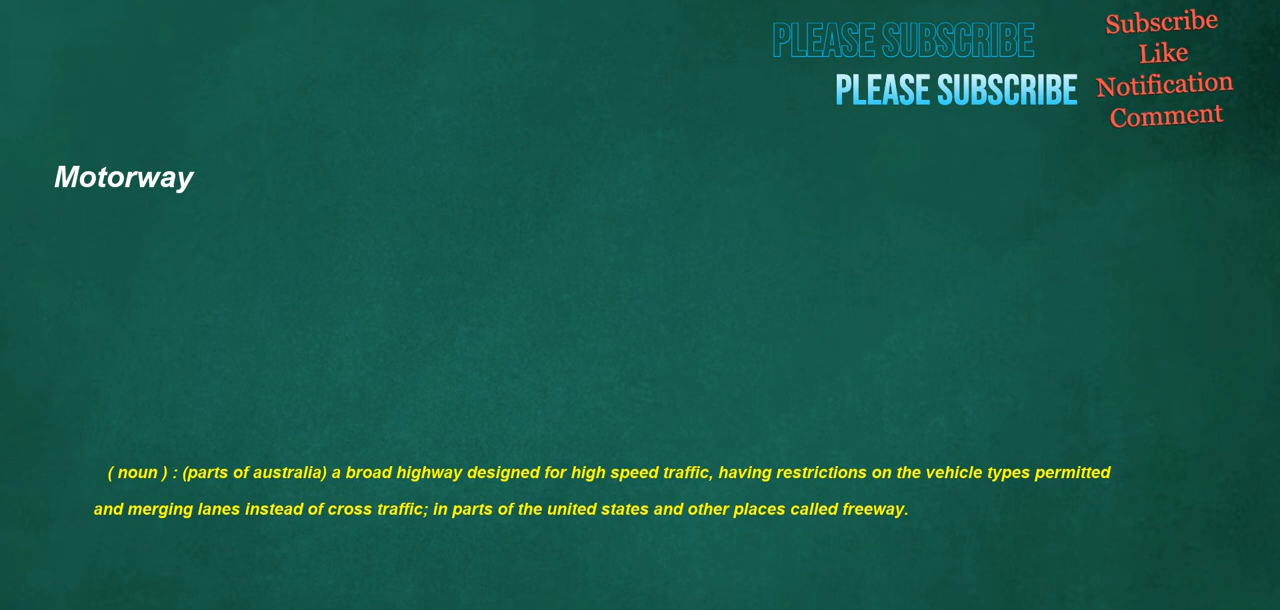 PLEASE SUBSCRIBE
PLEASE SUBSCRIBE
Subscribe
Like
Notification
Comment
Motorway
( noun ) : (parts of australia) a broad highway designed for high speed traffic, having restrictions on the vehicle types permitted
and merging lanes instead of cross traffic; in parts of the united states and other places called freeway.